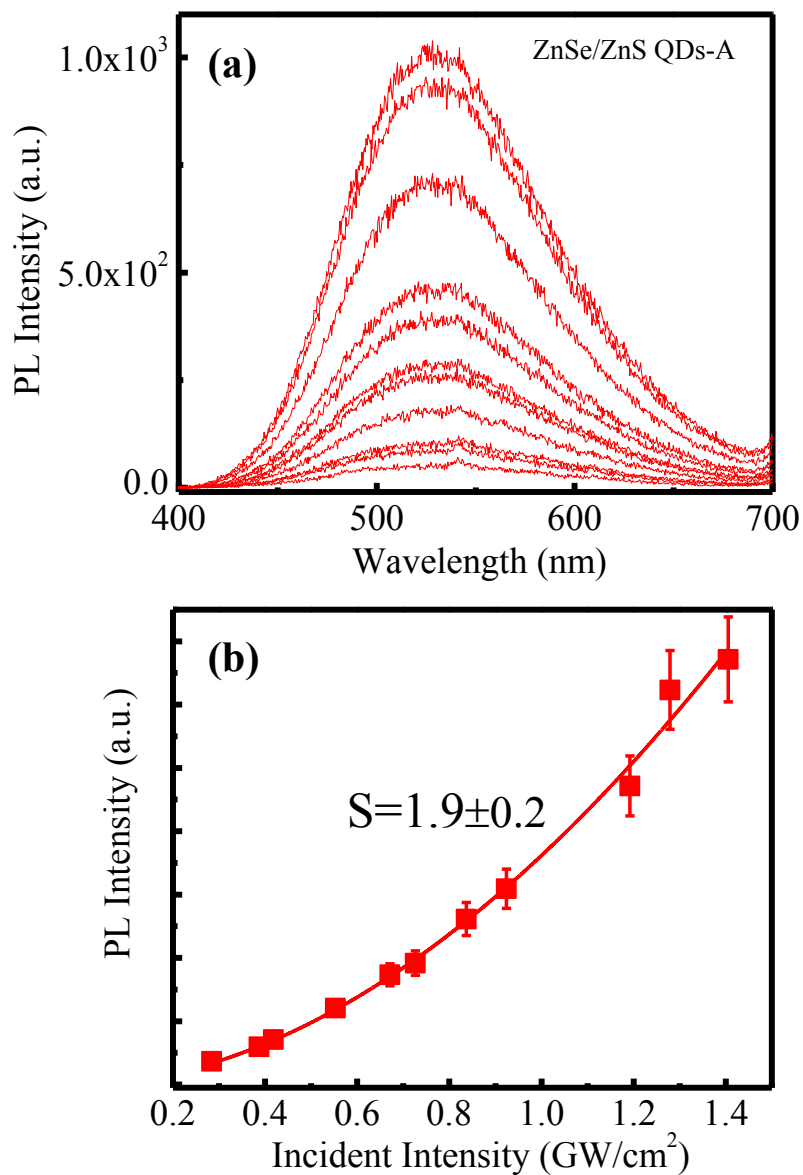 (a)
ZnSe/ZnS QDs-A
1.0x10³
5.0x10²
0.0
PL Intensity (a.u.)
400 500 600 700
Wavelength (nm)
(b)
S=1.9±0.2
PL Intensity (a.u.)
0.2 0.4 0.6 0.8 1.0 1.2 1.4
Incident Intensity (GW/cm²)